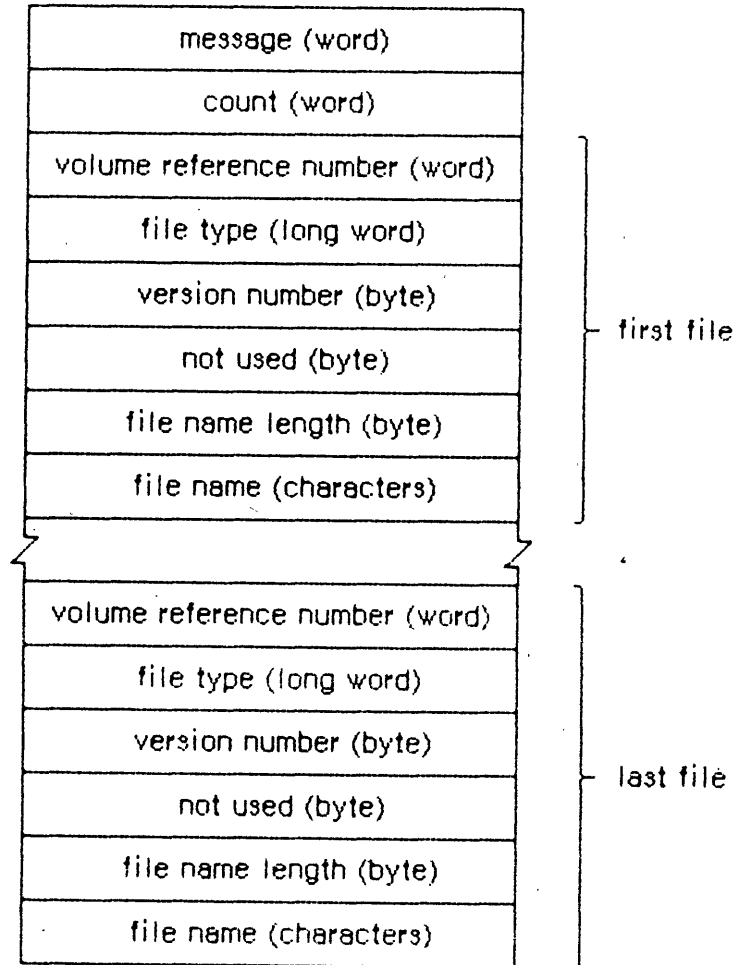 message (word)
count (word)
volume reference number (word)
file type (long word)
version number (byte)
not used (byte)
first file
file name length (byte)
file name (characters)
volume reference number (word)
file type (long word)
version number (byte)
not used (byte)
last file
file name length (byte)
file name (characters)